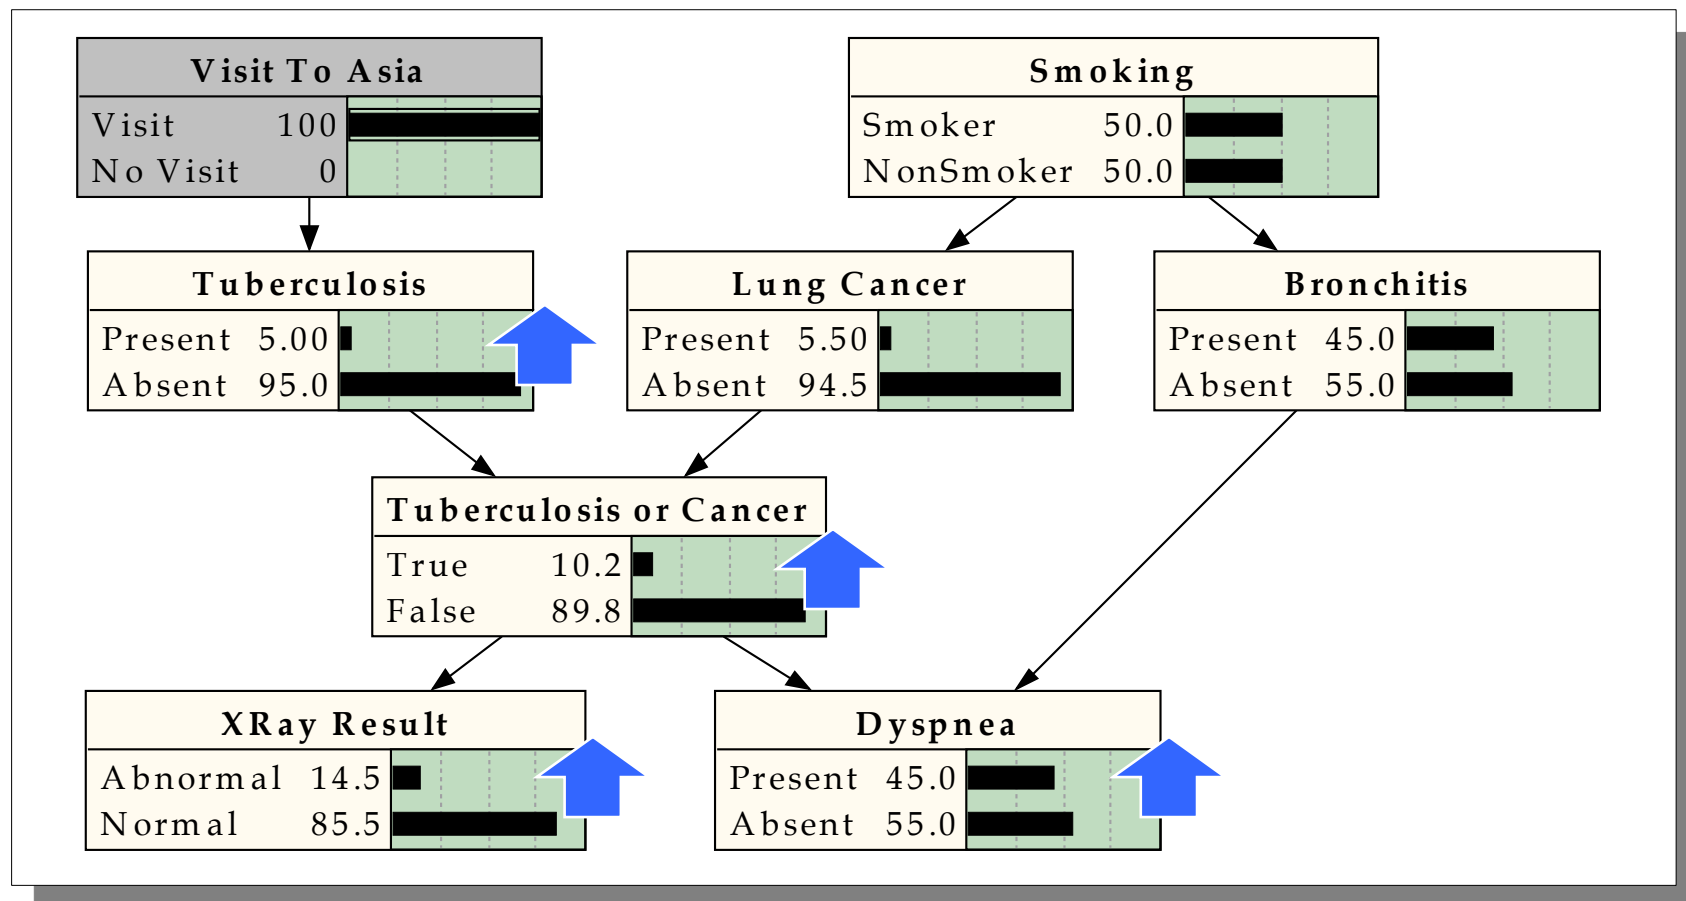 Visit To Asia
Visit 100
No Visit 0
Smoking
Smoker 50.0
NonSmoker 50.0
Tuberculosis
Present 5.00
Absent 95.0
Lung Cancer
Present 5.50
Absent 94.5
Bronchitis
Present 45.0
Absent 55.0
Tuberculosis or Cancer
True 10.2
False 89.8
XRay Result
Abnormal 14.5
Normal 85.5
Dyspnea
Present 45.0
Absent 55.0